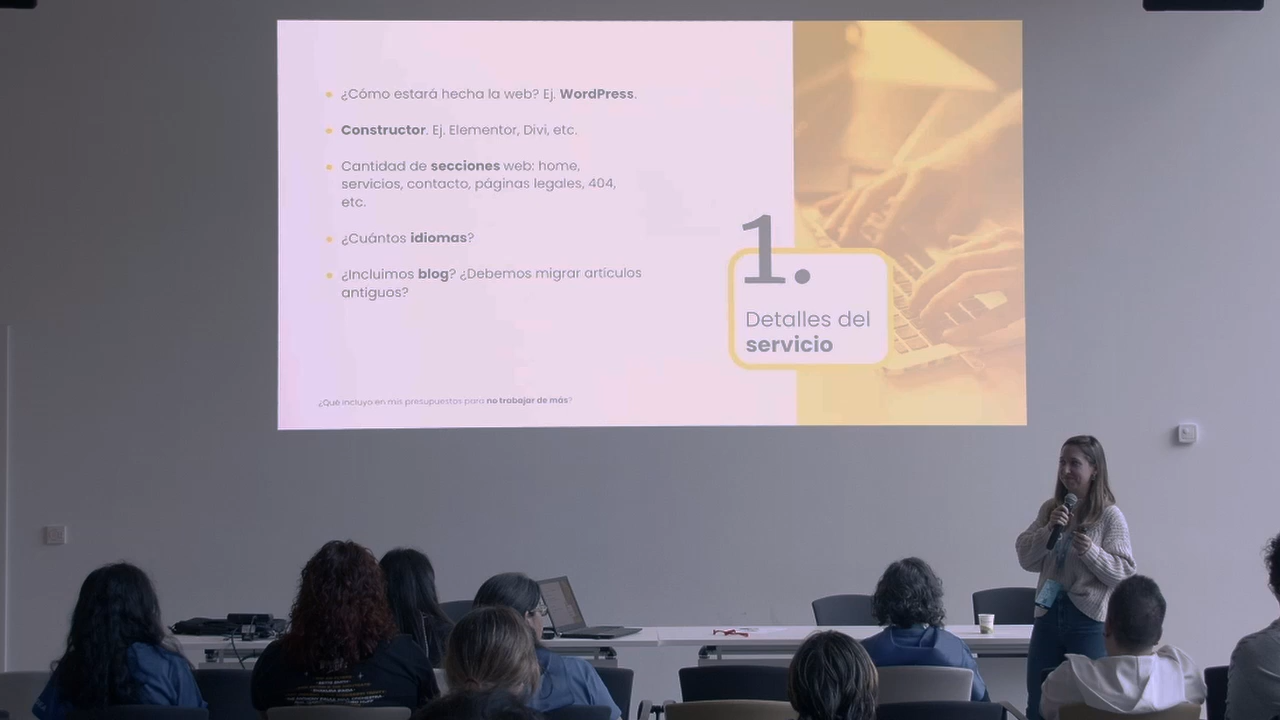 ¿Cómo estará hecha la web? Ej. WordPress.
Constructor. Ej. Elementor, Divi, etc.
Cantidad de secciones web: home,
servicios, contacto, páginas legales, 404,
etc.
¿Cuántos idiomas?
¿Incluimos blog? ¿Debemos migrar artículos
antiguos?
1.
Detalles del
servicio
¿Qué incluyo en mis presupuestos para no trabajar de más?